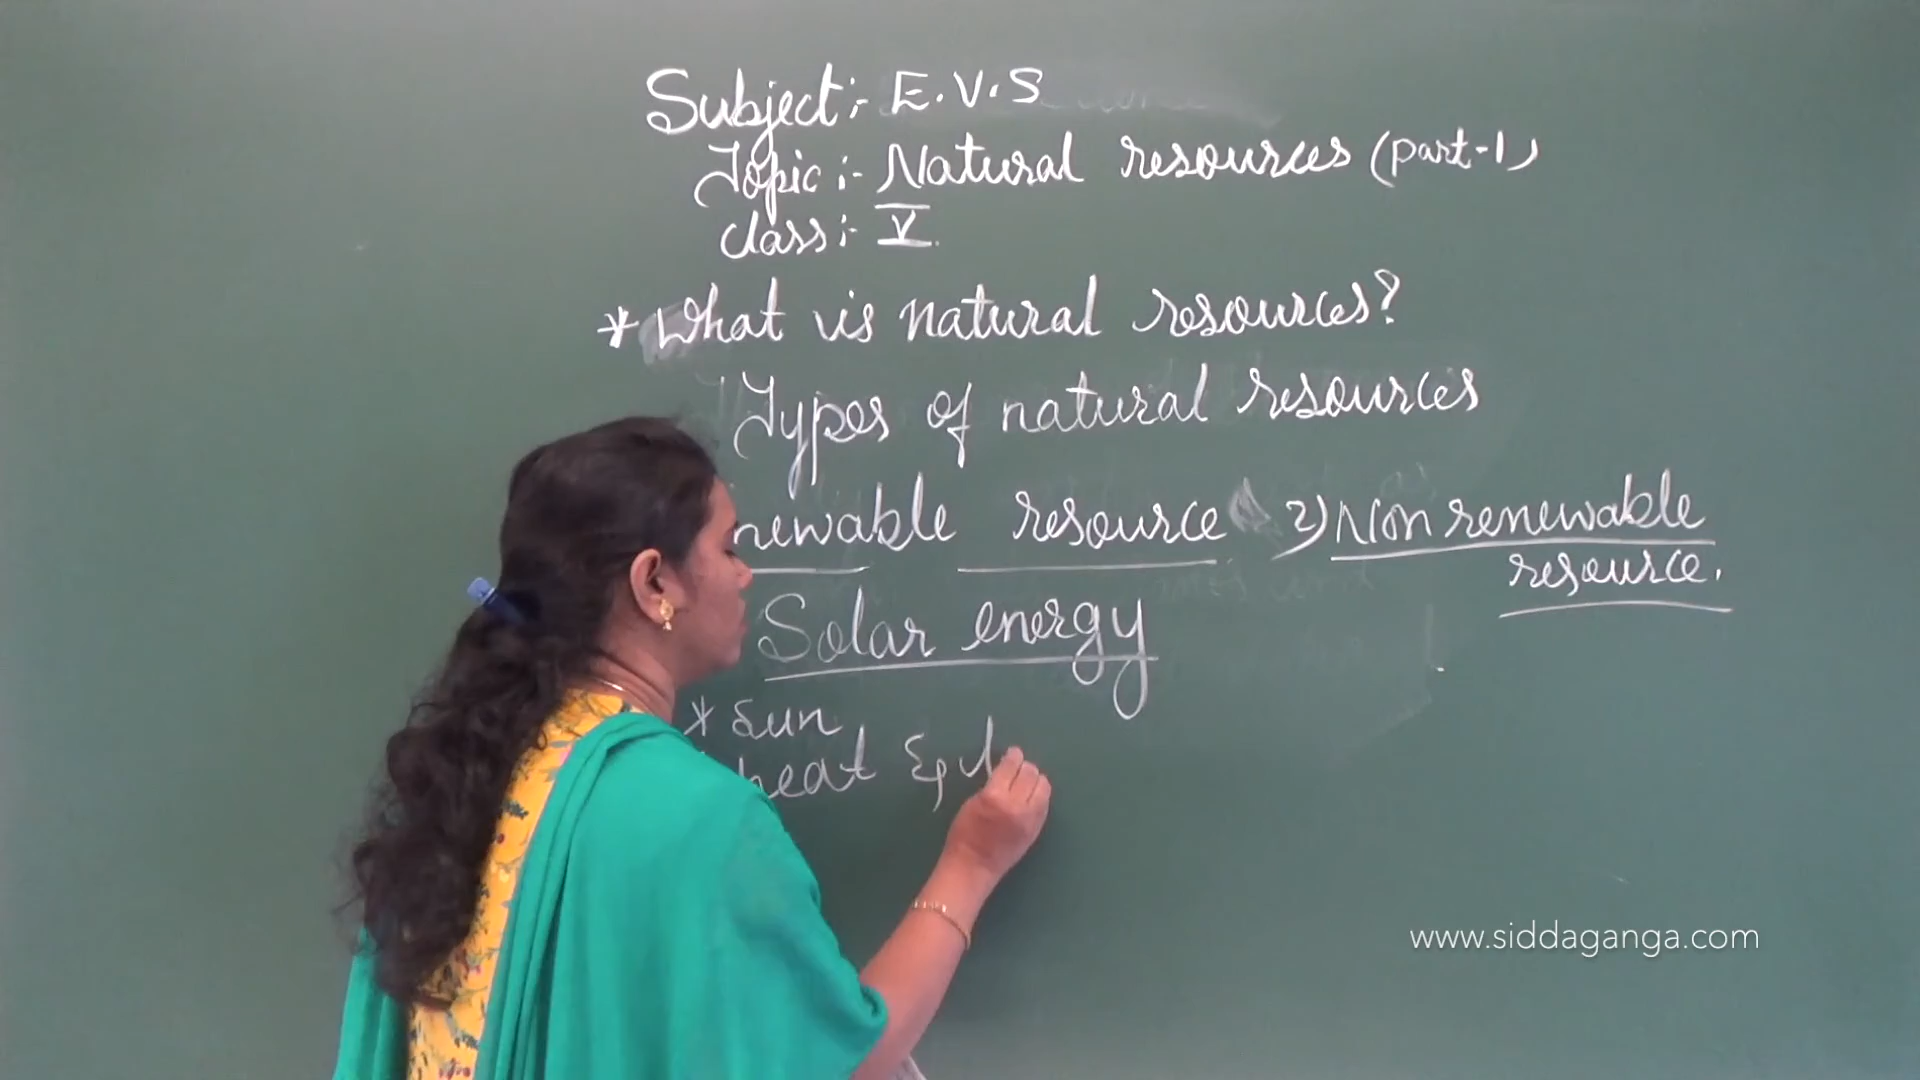 Subject:- E.V.S
Topic:- Natural resources (part-1)
class:- V
* What is natural resources?
Types of natural resources
newable resource 2) Non renewable
resource.
Solar energy
* Sun
heat & l
www.siddaganga.com